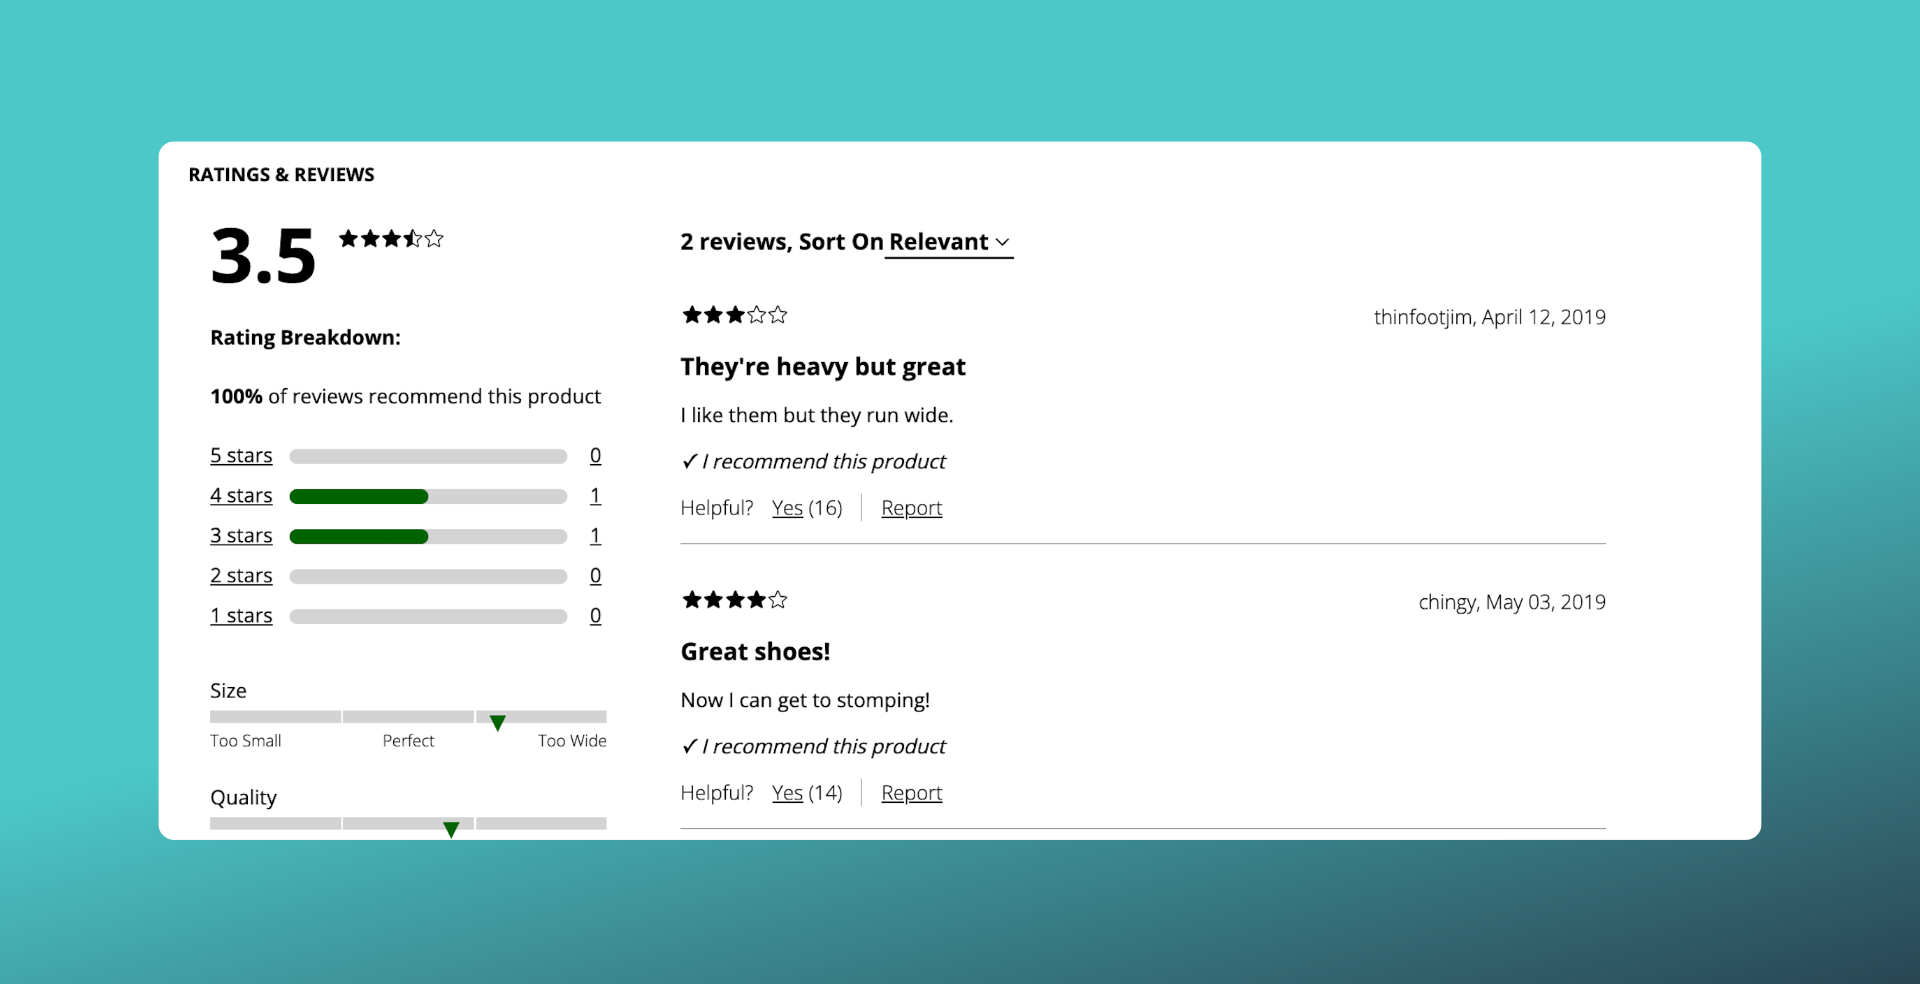 RATINGS & REVIEWS
3.5
Rating Breakdown:
100% of reviews recommend this product
5 stars 0
4 stars 1
3 stars 1
2 stars 0
1 stars 0
Size
Too Small Perfect Too Wide
Quality
2 reviews, Sort On Relevant
thinfootjim, April 12, 2019
They're heavy but great
I like them but they run wide.
✓ I recommend this product
Helpful? Yes (16) Report
chingy, May 03, 2019
Great shoes!
Now I can get to stomping!
✓ I recommend this product
Helpful? Yes (14) Report